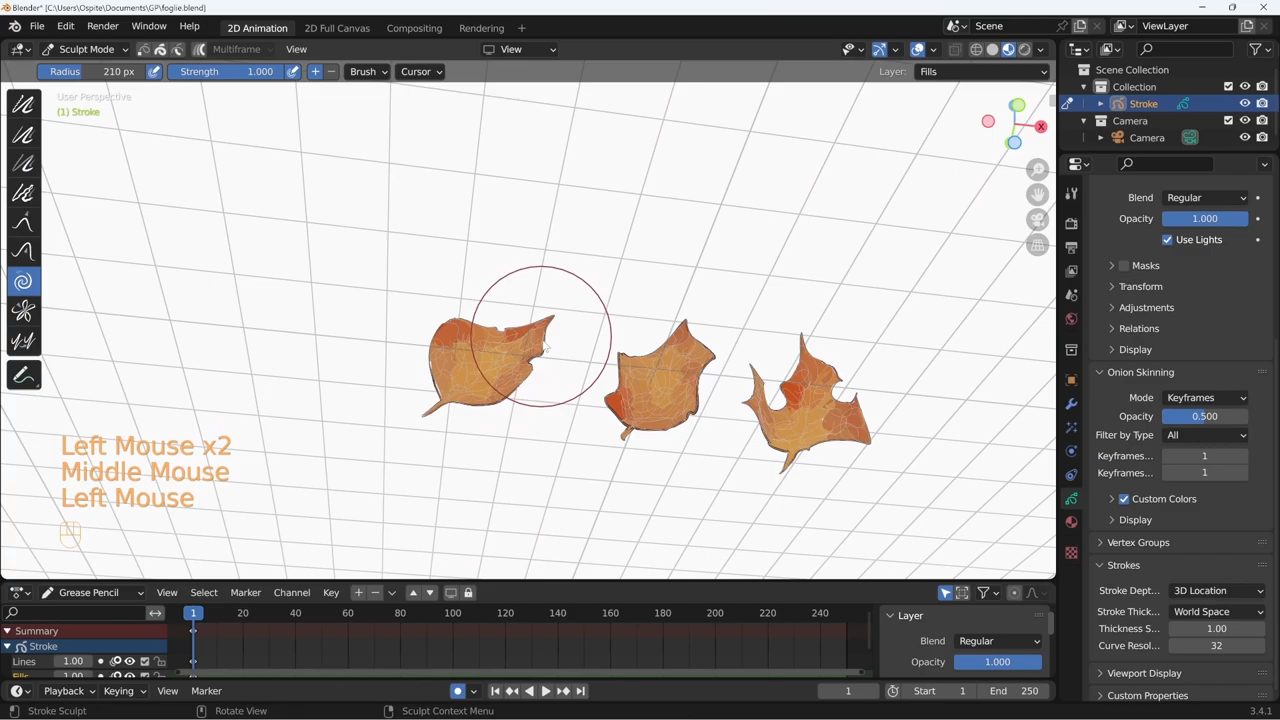 Blender* [C:\Users\Ospite\Documents\GP\foglie.blend]
File Edit Render Window Help 2D Animation 2D Full Canvas Compositing Rendering + Scene ViewLayer
Sculpt Mode Multiframe View View
Radius 210 px Strength 1.000 + − Brush Cursor Layer: Fills
User Perspective
(1) Stroke
X
Scene Collection
Collection
Stroke
Camera
Camera
Blend Regular
Opacity 1.000
Use Lights
Masks
Transform
Adjustments
Relations
Display
Onion Skinning
Mode Keyframes
Opacity 0.500
Filter by Type All
Keyframes... 1
Keyframes... 1
Custom Colors
Display
Vertex Groups
Strokes
Stroke Dept... 3D Location
Stroke Thick... World Space
Thickness S... 1.00
Curve Resol... 32
Viewport Display
Custom Properties
Left Mouse x2
Middle Mouse
Left Mouse
Grease Pencil View Select Marker Channel Key + −
1 20 40 60 80 100 120 140 160 180 200 220 240
Summary
Stroke
Lines 1.00
Fills 1.00
Layer
Blend Regular
Opacity 1.000
Playback Keying View Marker 1 Start 1 End 250
Stroke Sculpt Rotate View Sculpt Context Menu 3.4.1